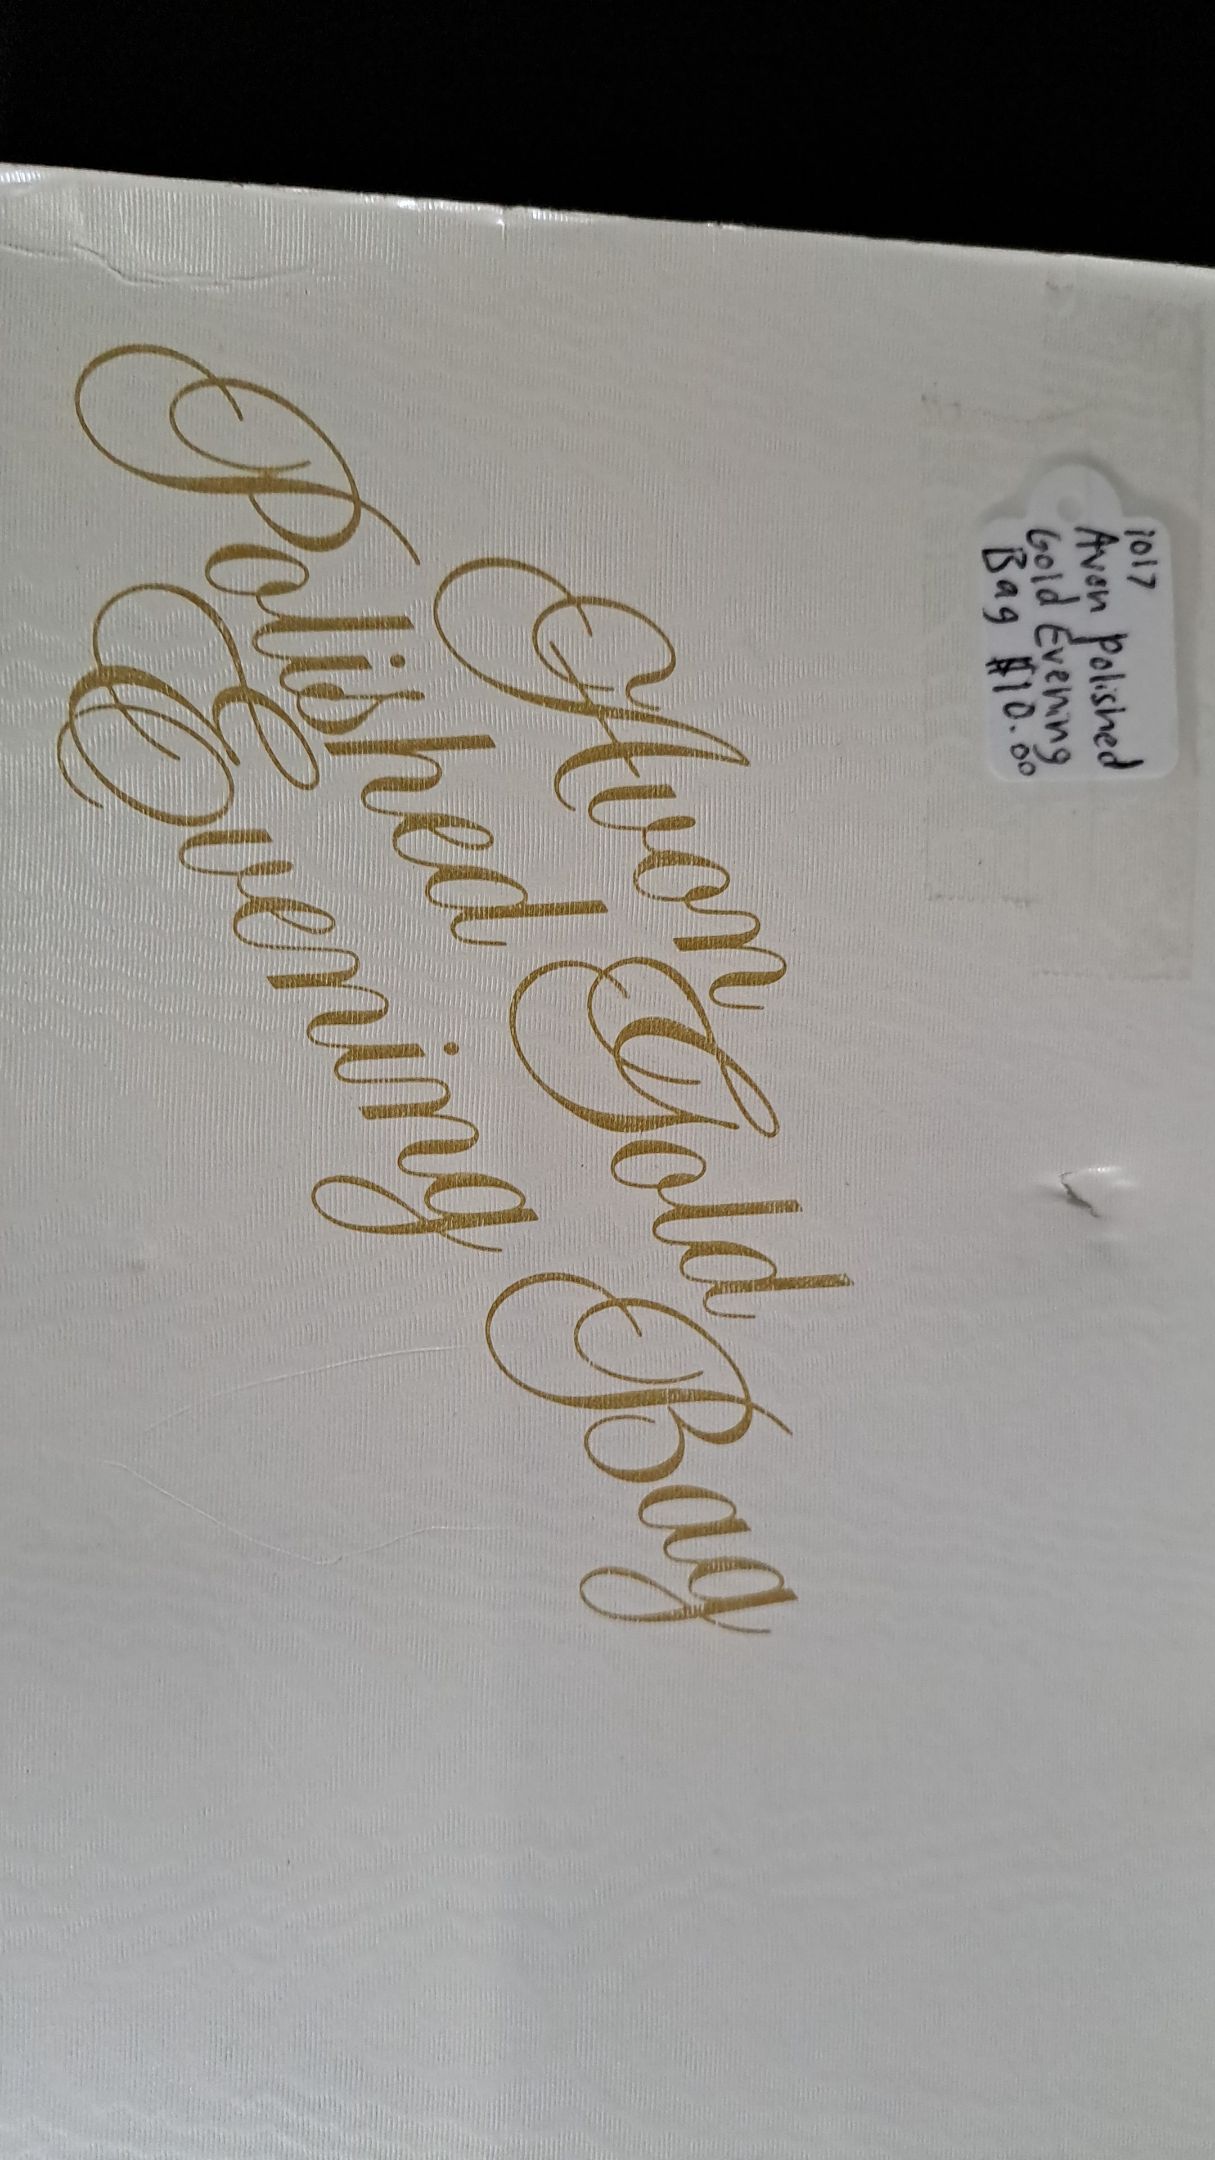 1017
Avon polished
Gold Evening
Bag $10.00
Avon
Polished Gold
Evening Bag